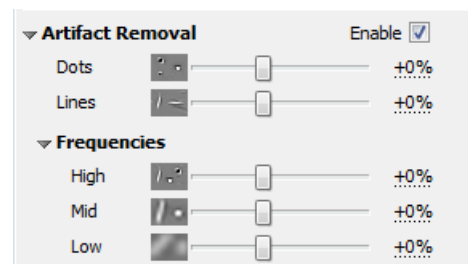 Artifact Removal Enable
Dots +0%
Lines +0%
Frequencies
High +0%
Mid +0%
Low +0%